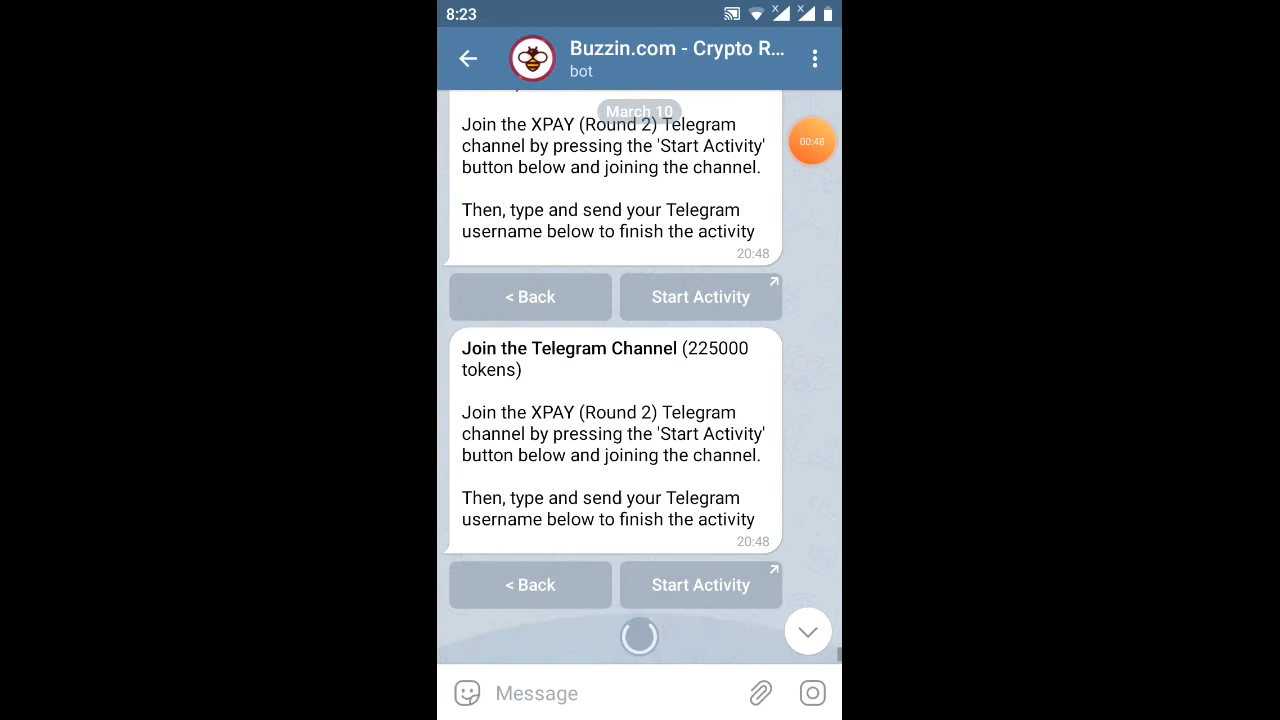 8:23
Buzzin.com - Crypto R...
bot
March 10
Join the XPAY (Round 2) Telegram
channel by pressing the 'Start Activity'
button below and joining the channel.
Then, type and send your Telegram
username below to finish the activity
20:48
< Back
Start Activity
00:48
Join the Telegram Channel (225000
tokens)
Join the XPAY (Round 2) Telegram
channel by pressing the 'Start Activity'
button below and joining the channel.
Then, type and send your Telegram
username below to finish the activity
20:48
< Back
Start Activity
Message